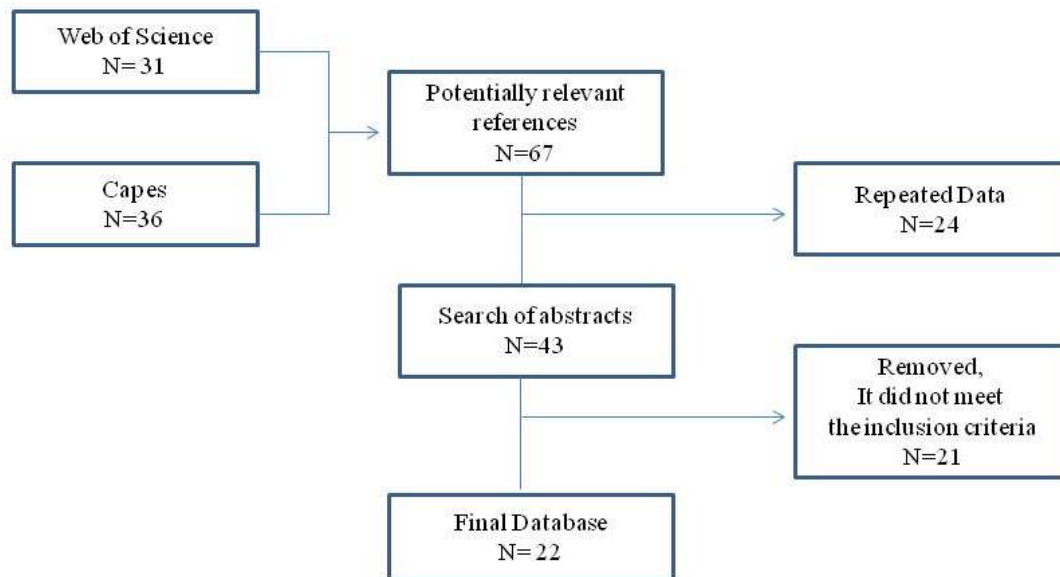 Web of Science
N= 31
Potentially relevant
references
N=67
Capes
N=36
Repeated Data
N=24
Search of abstracts
N=43
Removed,
It did not meet
the inclusion criteria
N=21
Final Database
N= 22